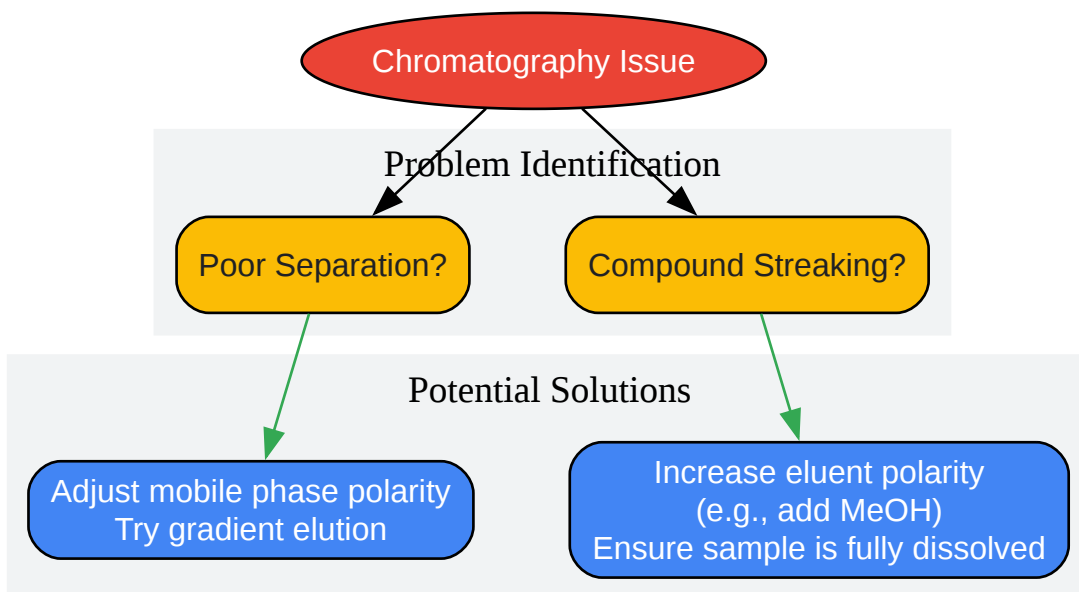 Chromatography Issue
Problem Identification
Poor Separation?
Compound Streaking?
Potential Solutions
Adjust mobile phase polarity
Try gradient elution
Increase eluent polarity
(e.g., add MeOH)
Ensure sample is fully dissolved